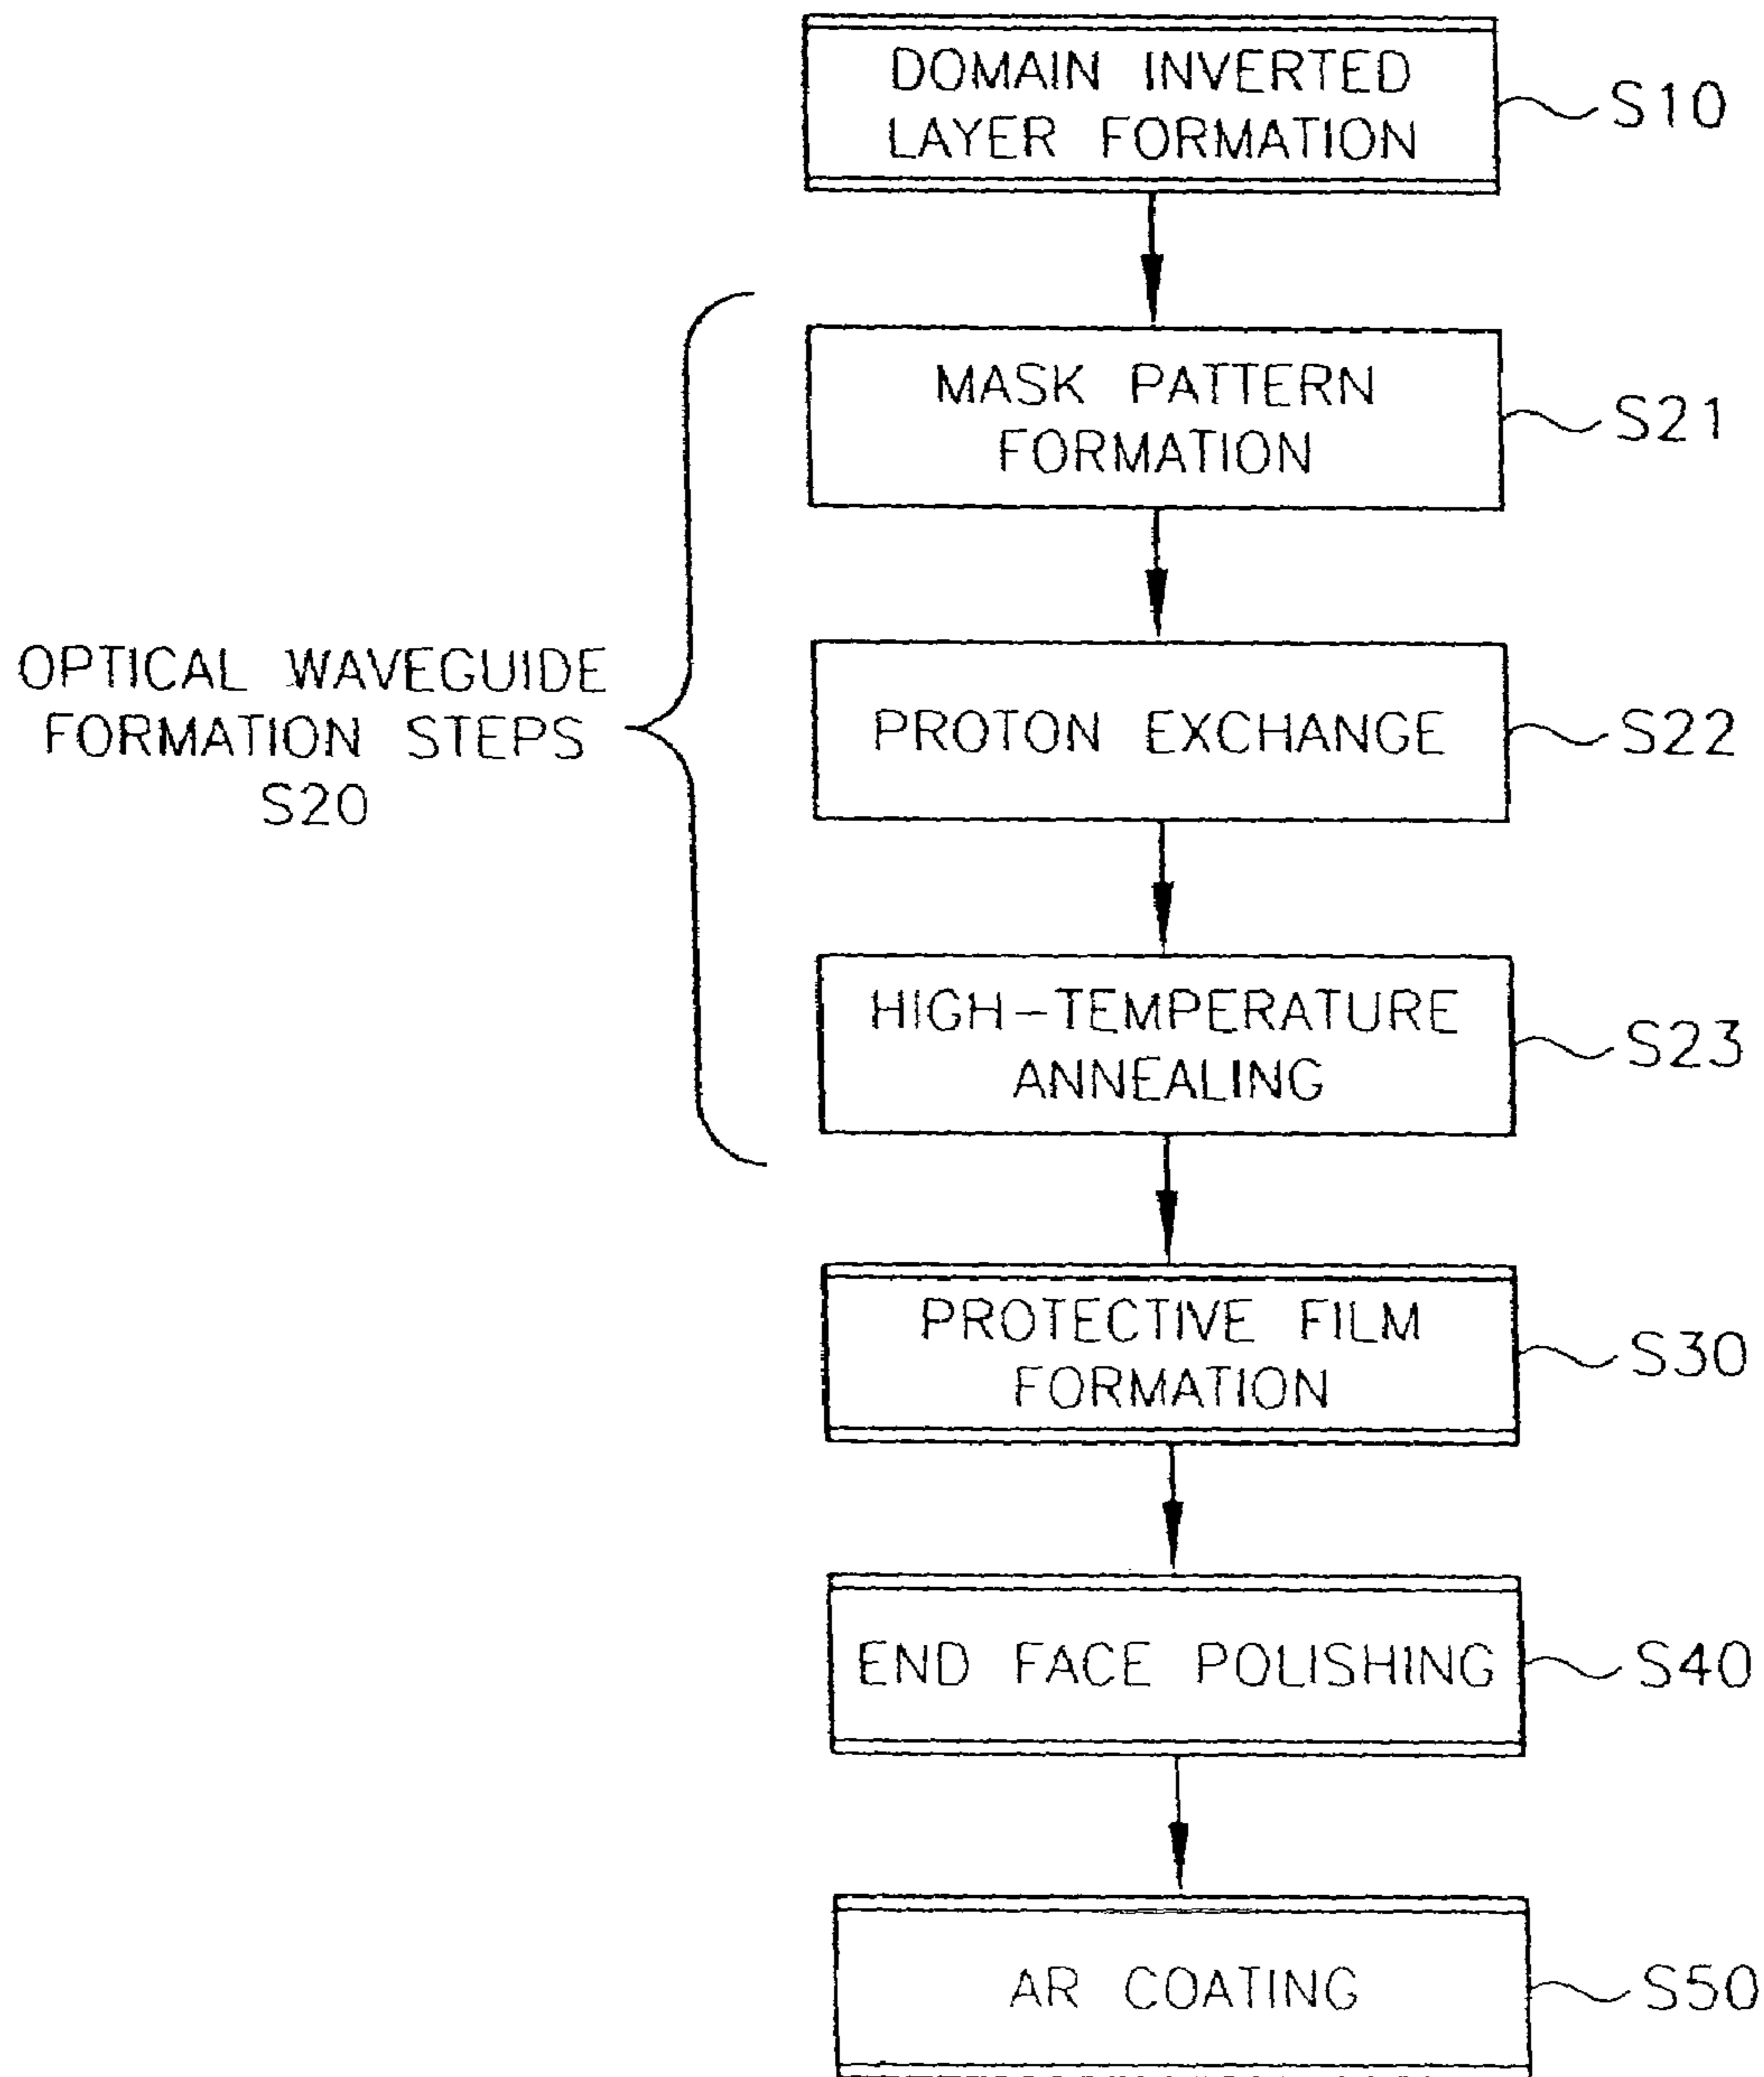 DOMAIN INVERTED
LAYER FORMATION
S10
MASK PATTERN
FORMATION
S21
OPTICAL WAVEGUIDE
FORMATION STEPS
S20
PROTON EXCHANGE
S22
HIGH-TEMPERATURE
ANNEALING
S23
PROTECTIVE FILM
FORMATION
S30
END FACE POLISHING
S40
AR COATING
S50